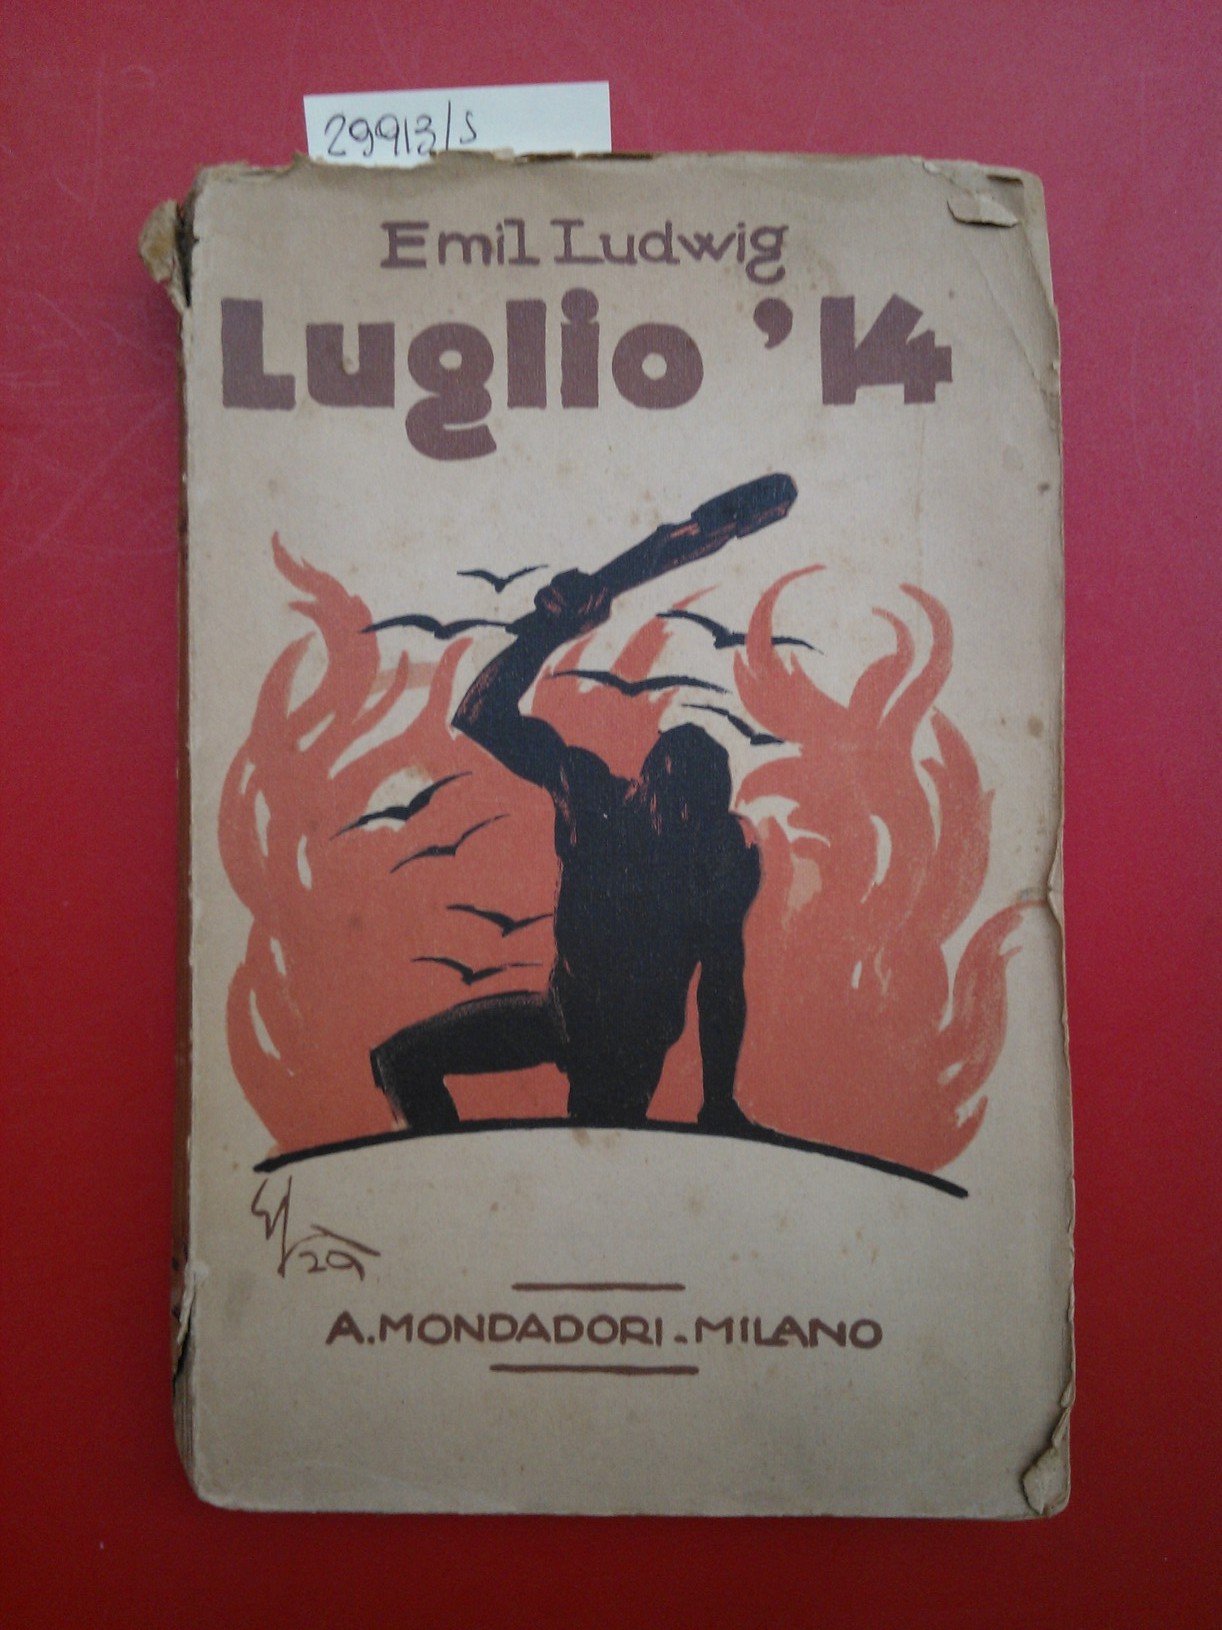 29913/s
Emil Ludwig
Luglio '14
29
A. MONDADORI - MILANO